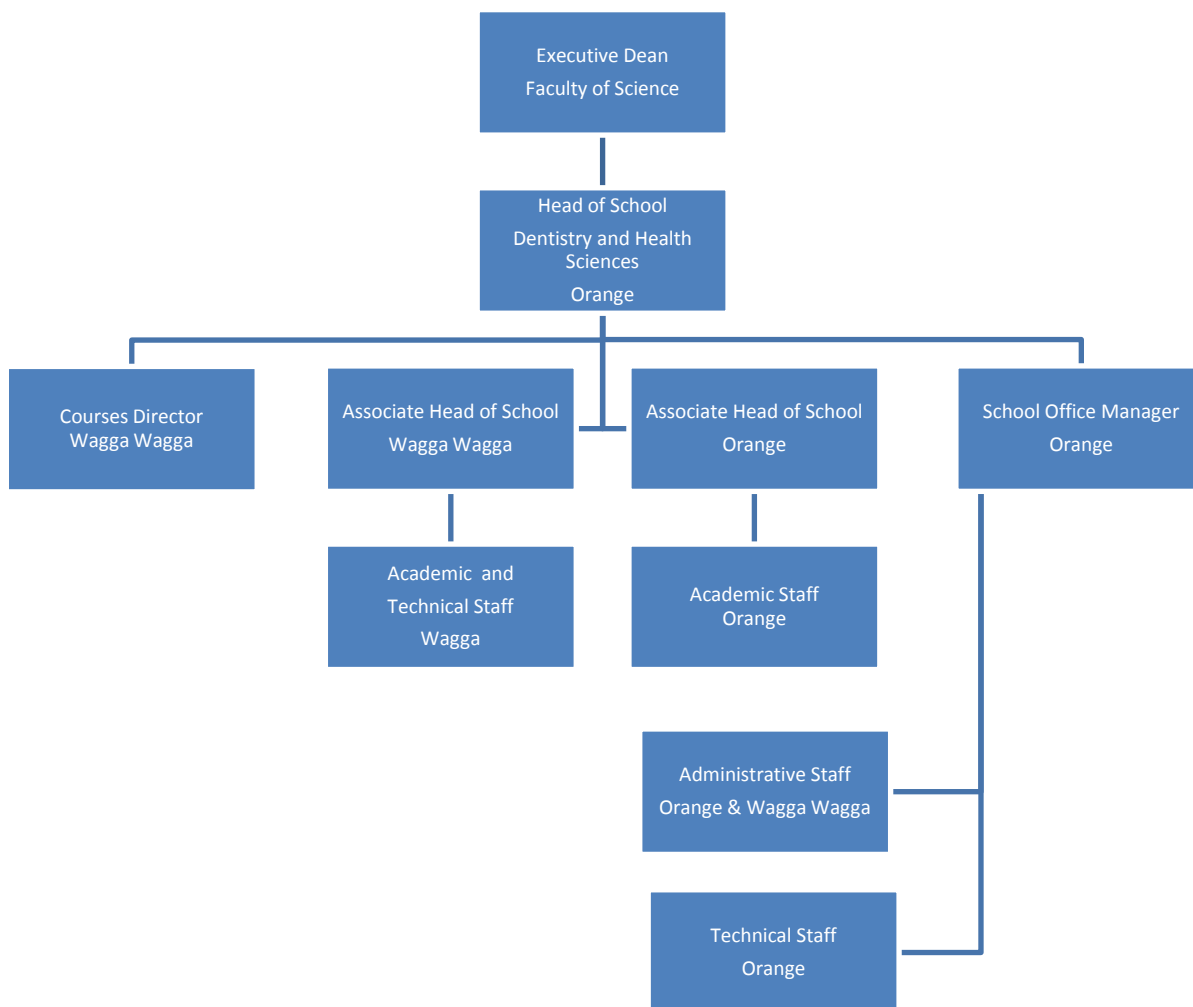 Executive Dean
Faculty of Science
Head of School
Dentistry and Health
Sciences
Orange
Courses Director
Wagga Wagga
Associate Head of School
Wagga Wagga
Associate Head of School
Orange
School Office Manager
Orange
Academic and
Technical Staff
Wagga
Academic Staff
Orange
Administrative Staff
Orange & Wagga Wagga
Technical Staff
Orange